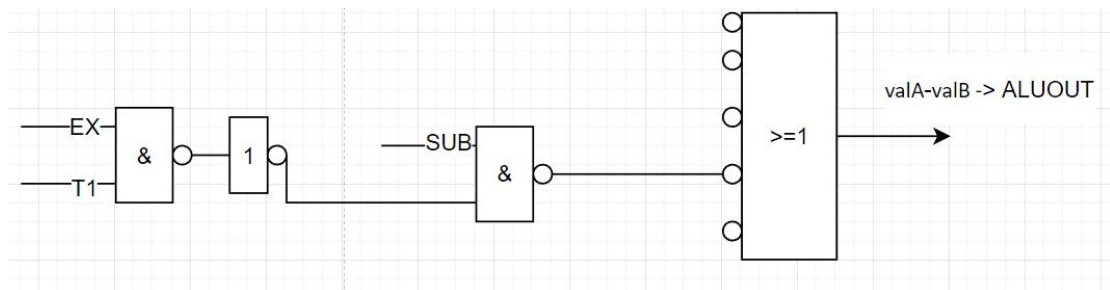 EX
&
T1
1
SUB
&
>=1
valA-valB -> ALUOUT